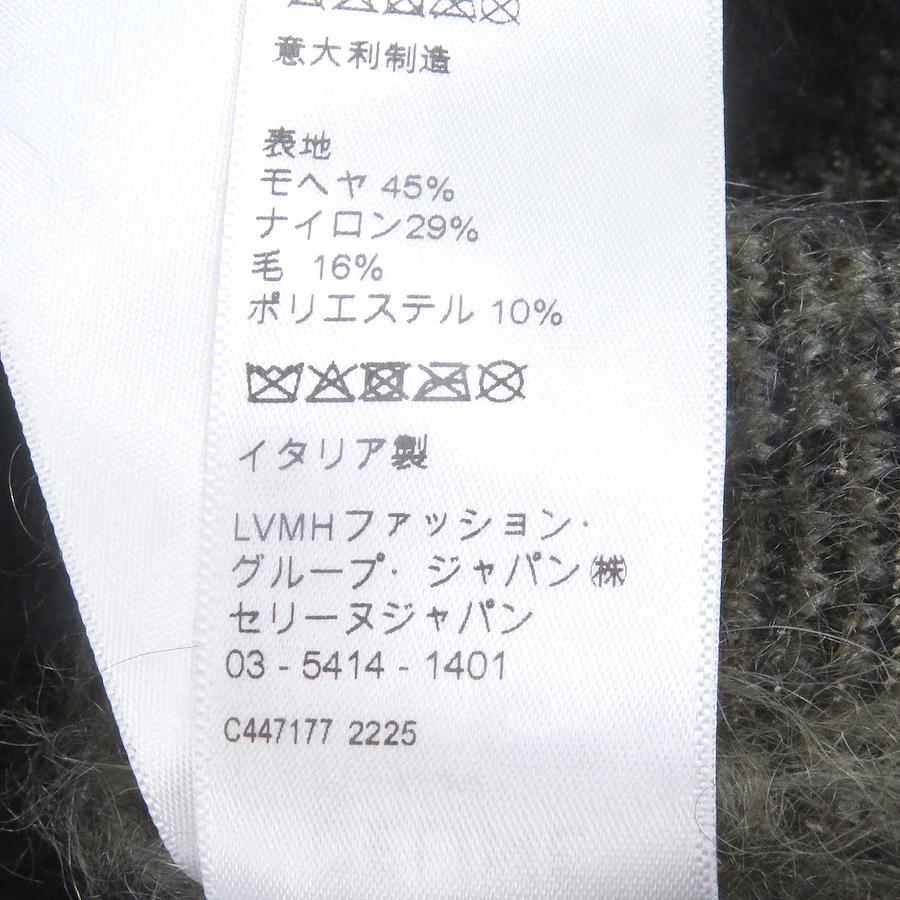 意大利制造
表地
モヘヤ 45%
ナイロン29%
毛 16%
ポリエステル 10%
イタリア製
LVMHファッション·
グループ· ジャパン㈱
セリーヌジャパン
03 - 5414 - 1401
C447177 2225